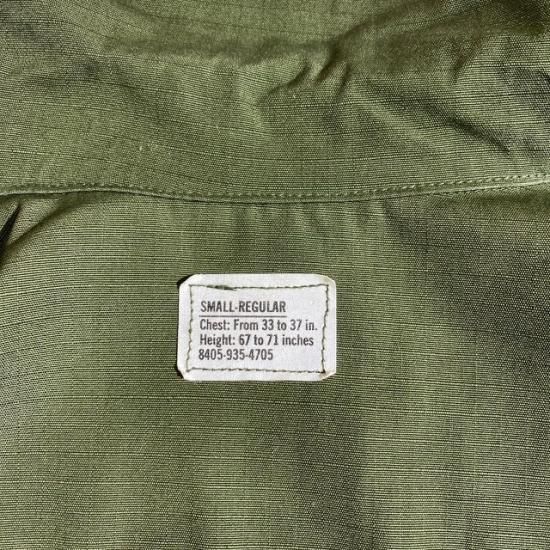 SMALL-REGULAR
Chest: From 33 to 37 in.
Height: 67 to 71 inches
8405-935-4705